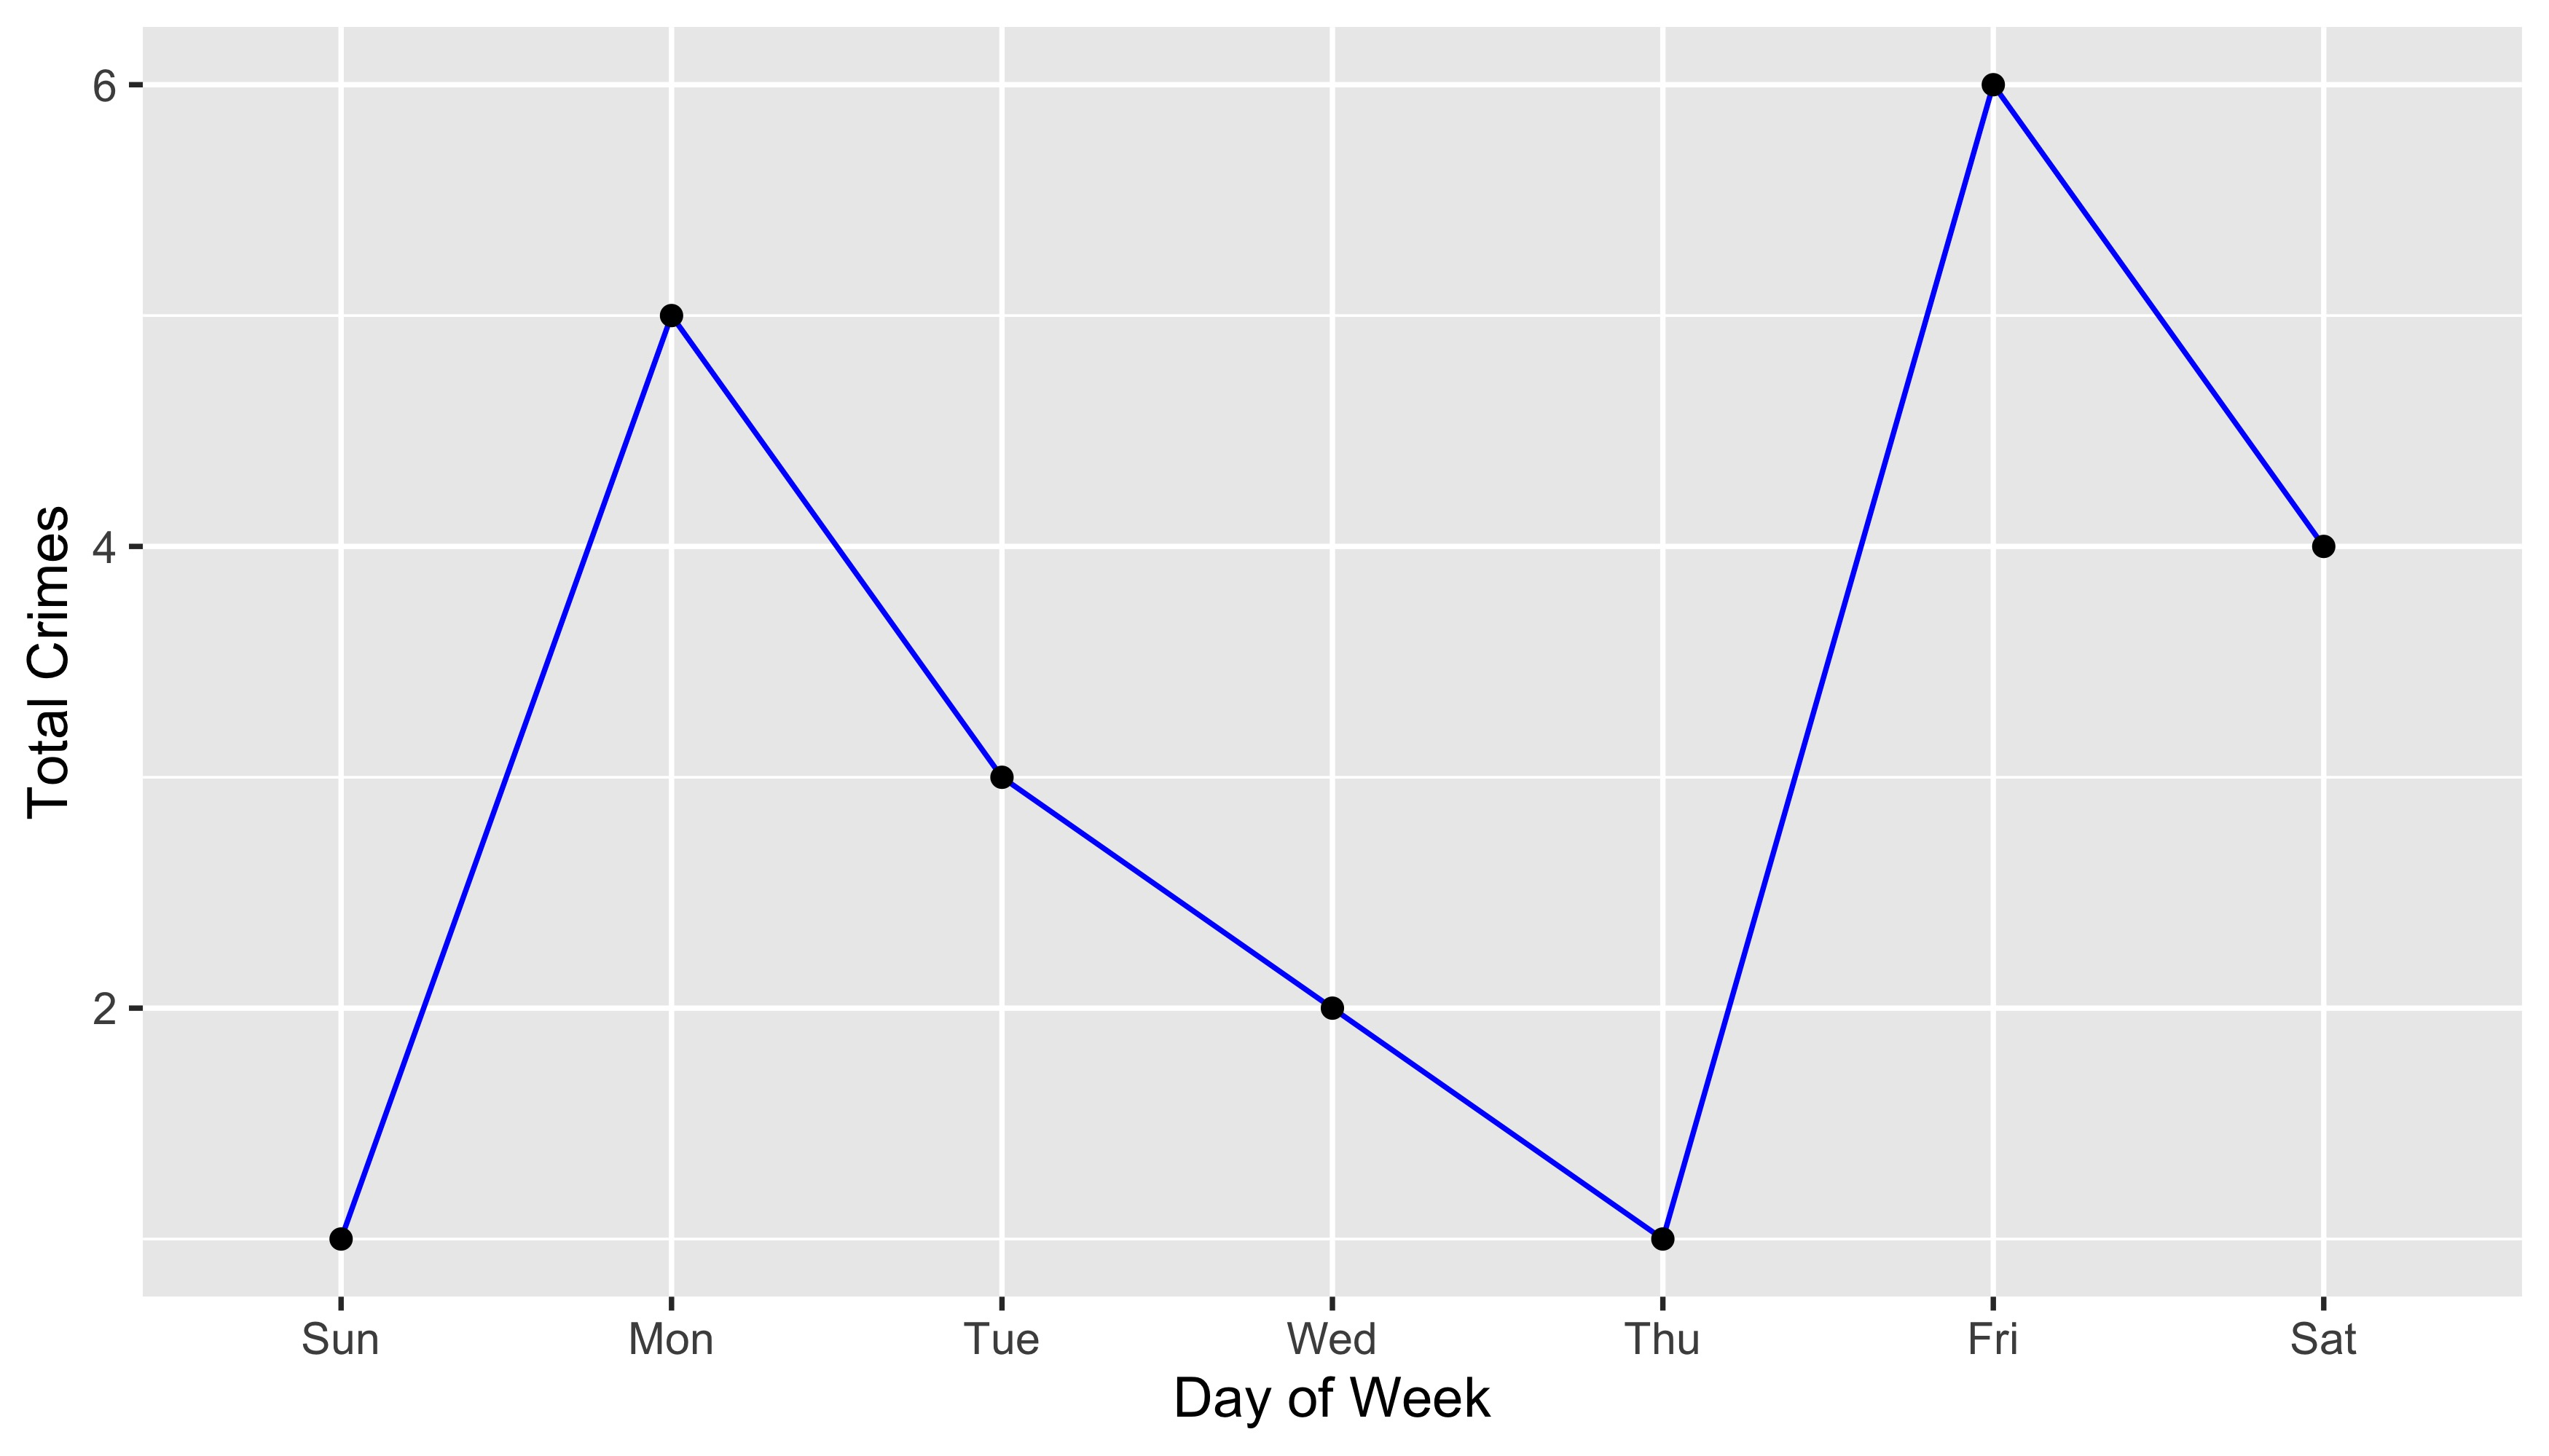 6
4
2
Total Crimes
Sun Mon Tue Wed Thu Fri Sat
Day of Week